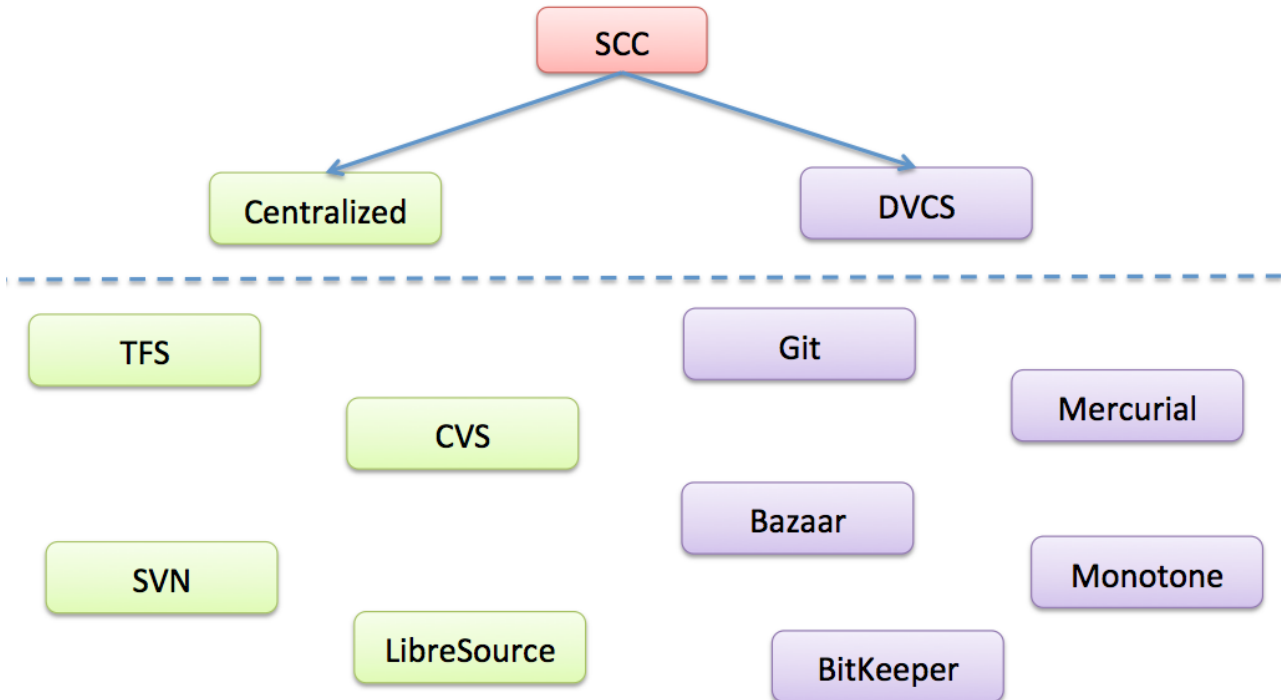 SCC
Centralized
DVCS
TFS
Git
Mercurial
CVS
Bazaar
SVN
Monotone
LibreSource
BitKeeper